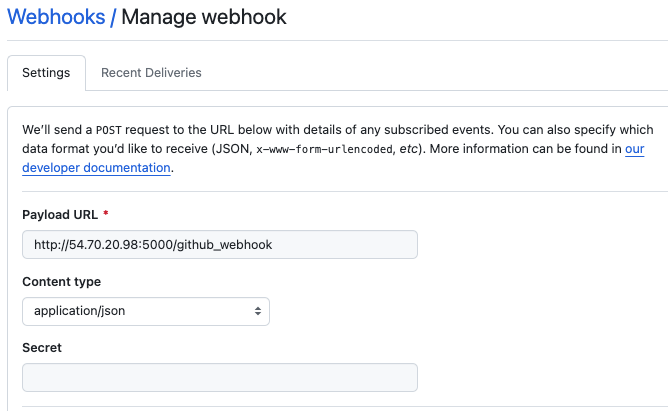 Webhooks / Manage webhook
Settings
Recent Deliveries
We’ll send a POST request to the URL below with details of any subscribed events. You can also specify which
data format you’d like to receive (JSON, x-www-form-urlencoded, etc). More information can be found in our
developer documentation.
Payload URL *
http://54.70.20.98:5000/github_webhook
Content type
application/json
Secret